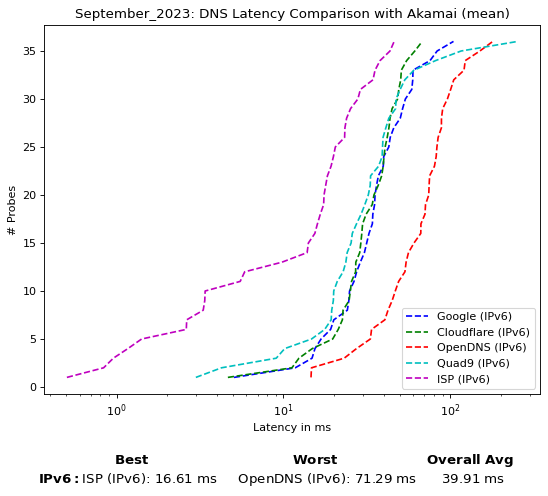 September_2023: DNS Latency Comparison with Akamai (mean)
# Probes
35
30
25
20
15
10
5
0
Google (IPv6)
Cloudflare (IPv6)
OpenDNS (IPv6)
Quad9 (IPv6)
ISP (IPv6)
10⁰ 10¹ 10²
Latency in ms
Best Worst Overall Avg
IPv6: ISP (IPv6): 16.61 ms OpenDNS (IPv6): 71.29 ms 39.91 ms